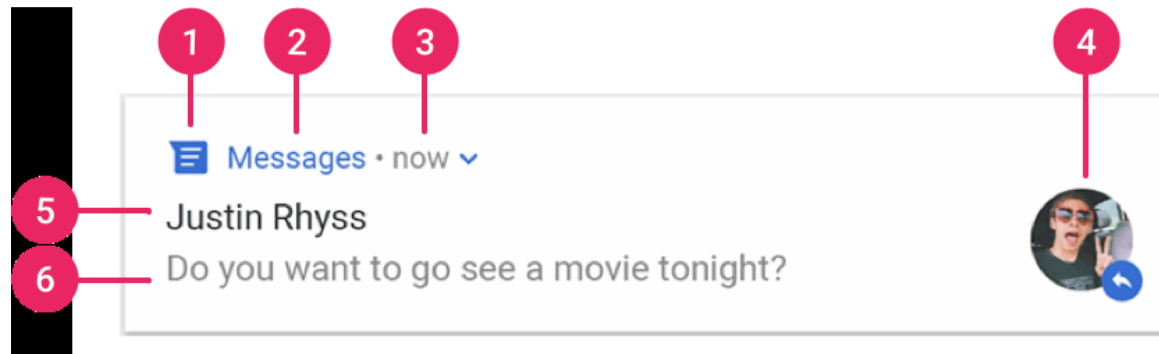 1 2 3 4
Messages • now
5 Justin Rhyss
6 Do you want to go see a movie tonight?